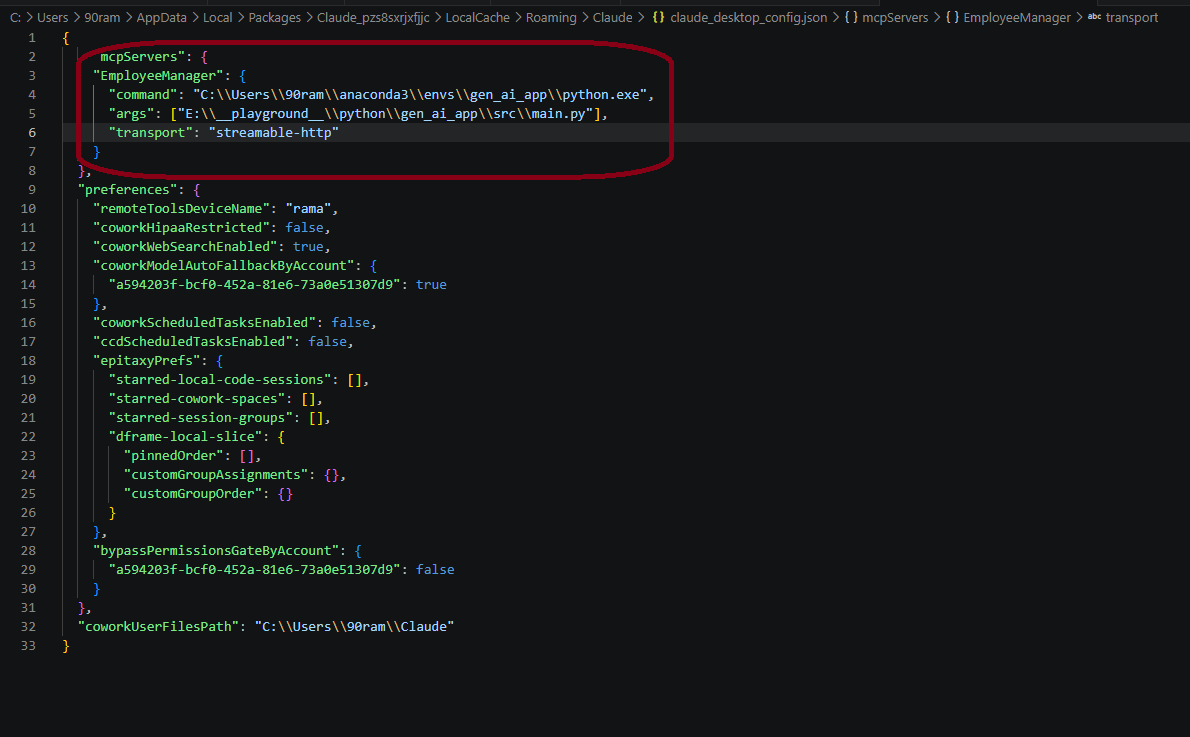 C: > Users > 90ram > AppData > Local > Packages > Claude_pzs8sxrjxfjjc > LocalCache > Roaming > Claude > {} claude_desktop_config.json > {} mcpServers > {} EmployeeManager > abc transport
1 {
2 mcpServers": {
3 "EmployeeManager": {
4 "command": "C:\\Users\\90ram\\anaconda3\\envs\\gen_ai_app\\python.exe",
5 "args": ["E:\\__playground__\\python\\gen_ai_app\\src\\main.py"],
6 "transport": "streamable-http"
7 }
8 },
9 "preferences": {
10 "remoteToolsDeviceName": "rama",
11 "coworkHipaaRestricted": false,
12 "coworkWebSearchEnabled": true,
13 "coworkModelAutoFallbackByAccount": {
14 "a594203f-bcf0-452a-81e6-73a0e51307d9": true
15 },
16 "coworkScheduledTasksEnabled": false,
17 "ccdScheduledTasksEnabled": false,
18 "epitaxyPrefs": {
19 "starred-local-code-sessions": [],
20 "starred-cowork-spaces": [],
21 "starred-session-groups": [],
22 "dframe-local-slice": {
23 "pinnedOrder": [],
24 "customGroupAssignments": {},
25 "customGroupOrder": {}
26 }
27 },
28 "bypassPermissionsGateByAccount": {
29 "a594203f-bcf0-452a-81e6-73a0e51307d9": false
30 }
31 },
32 "coworkUserFilesPath": "C:\\Users\\90ram\\Claude"
33 }